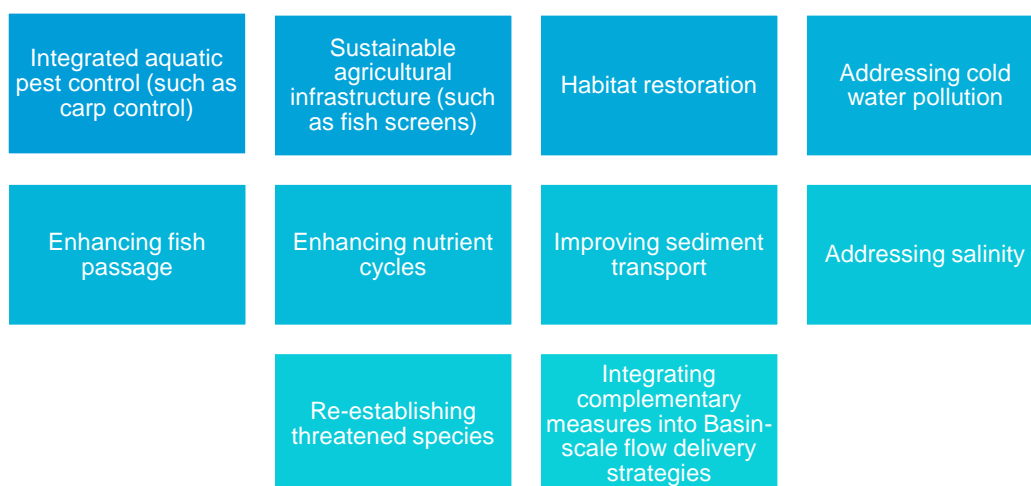 Integrated aquatic
pest control (such as
carp control)
Sustainable
agricultural
infrastructure (such
as fish screens)
Habitat restoration
Addressing cold
water pollution
Enhancing fish
passage
Enhancing nutrient
cycles
Improving sediment
transport
Addressing salinity
Re-establishing
threatened species
Integrating
complementary
measures into Basin-
scale flow delivery
strategies